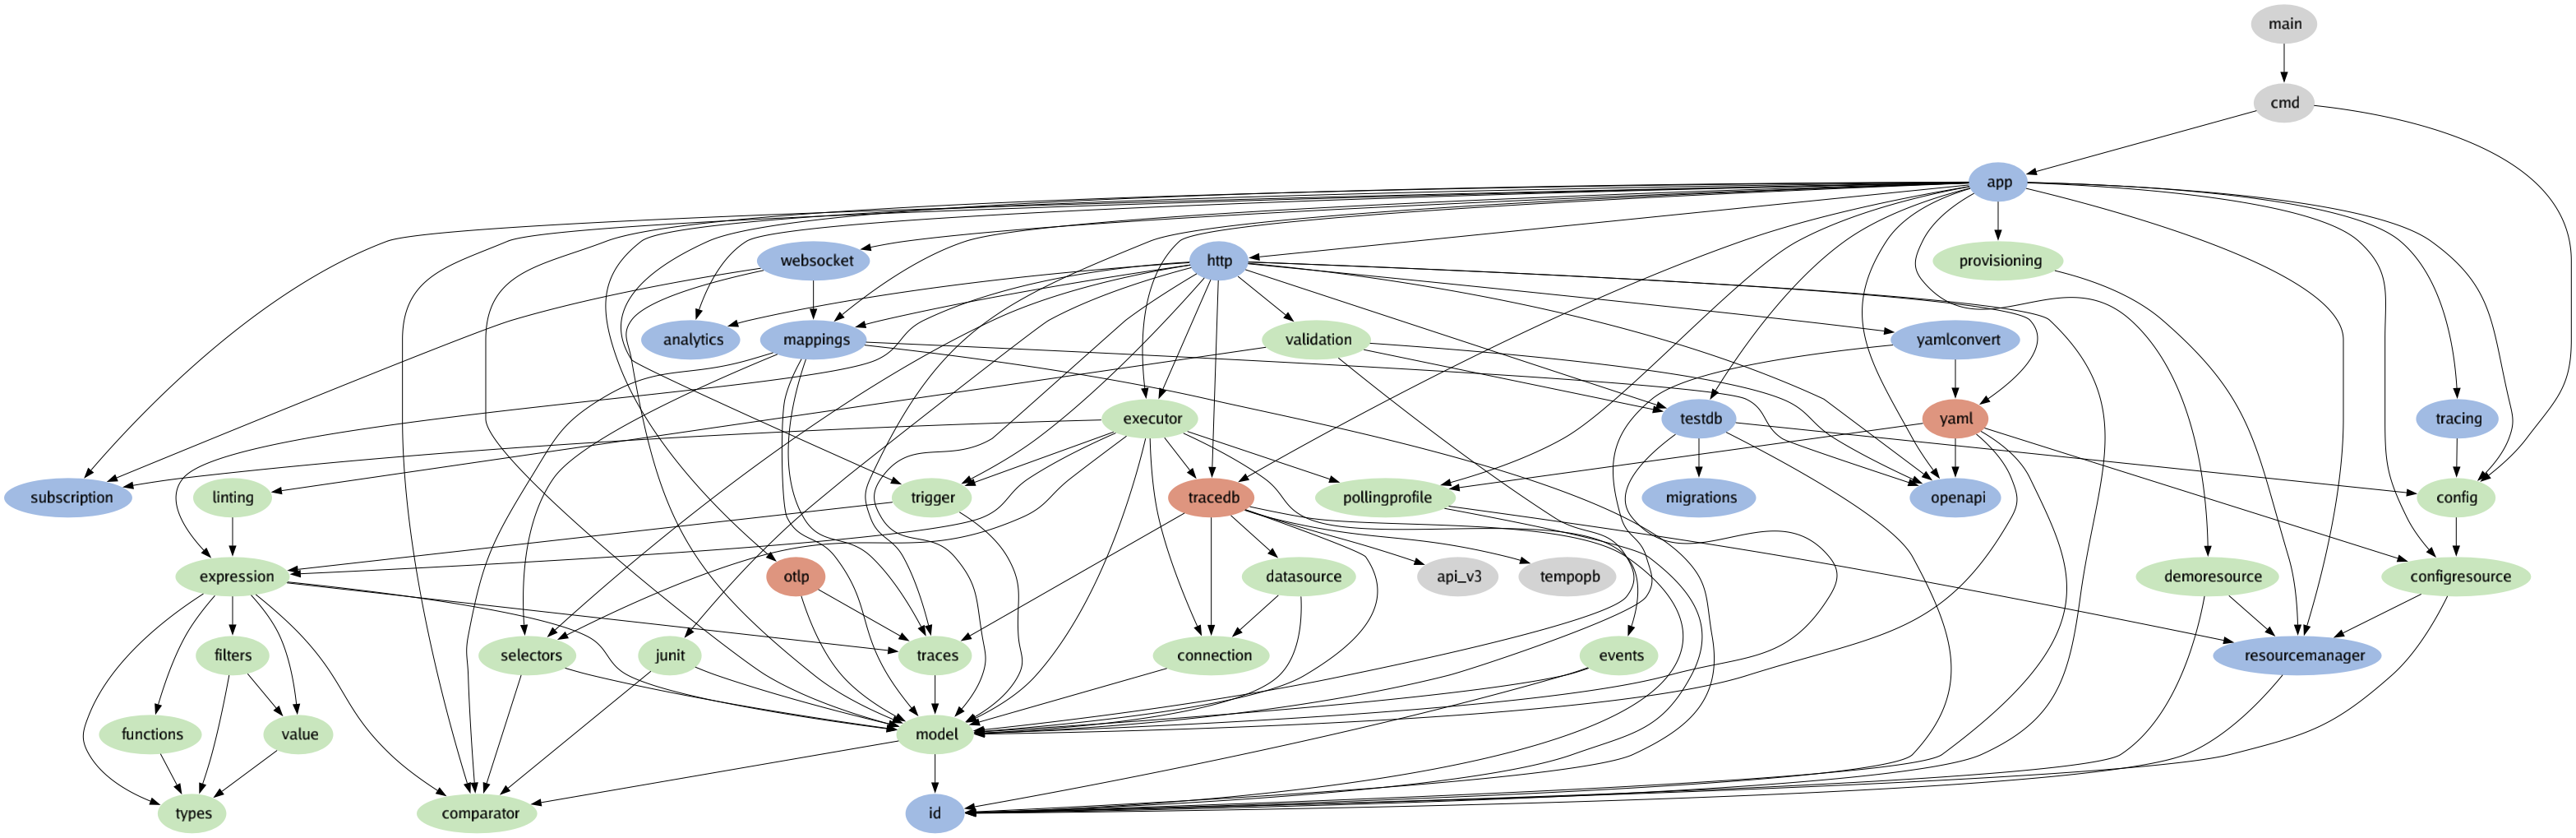 main
cmd
app
websocket
http
provisioning
analytics
mappings
validation
yamlconvert
executor
testdb
yaml
tracing
subscription
linting
trigger
tracedb
pollingprofile
migrations
openapi
config
expression
otlp
datasource
api_v3
tempopb
demoresource
configresource
filters
selectors
junit
traces
connection
events
resourcemanager
functions
value
model
types
comparator
id